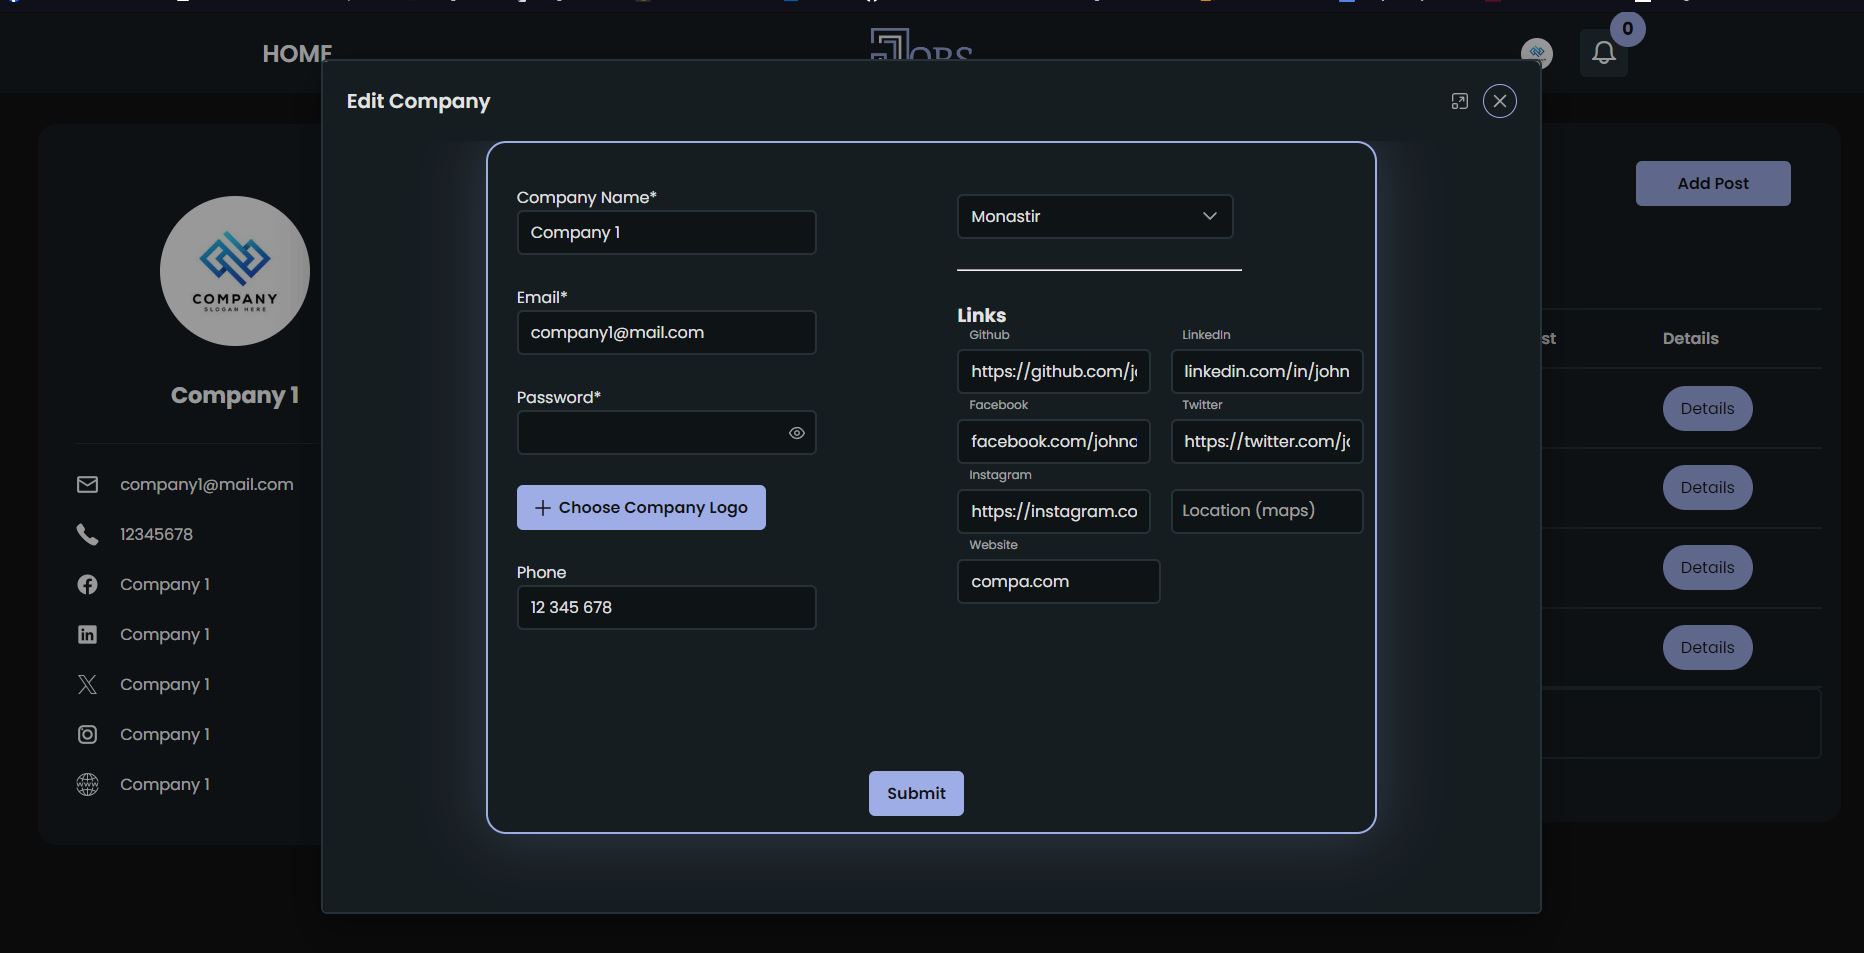 HOME
JOBS
0
Edit Company
Add Post
Company Name*
Company 1
Monastir
Email*
company1@mail.com
Password*
Choose Company Logo
Phone
12 345 678
Links
Github
LinkedIn
https://github.com/j
linkedin.com/in/john
Facebook
Twitter
facebook.com/johnc
https://twitter.com/j
Instagram
https://instagram.co
Location (maps)
Website
compa.com
Submit
COMPANY
SLOGAN HERE
Company 1
company1@mail.com
12345678
Company 1
Company 1
Company 1
Company 1
Company 1
st
Details
Details
Details
Details
Details